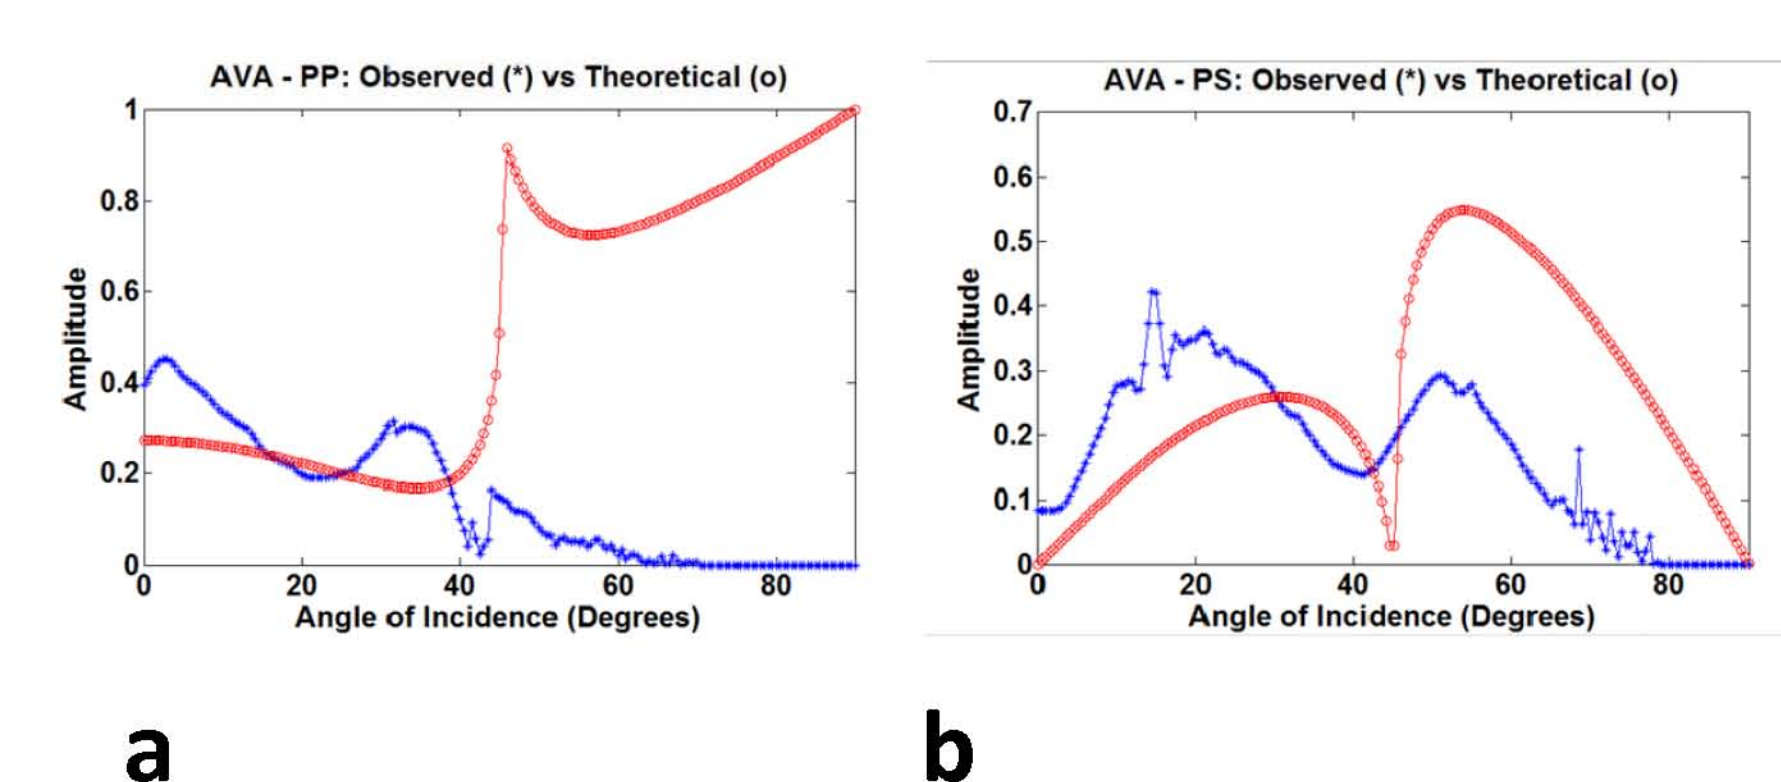 AVA - PP: Observed (*) vs Theoretical (o)
1
0.8
0.6
0.4
0.2
0
Amplitude
0 20 40 60 80
Angle of Incidence (Degrees)
a
AVA - PS: Observed (*) vs Theoretical (o)
0.7
0.6
0.5
0.4
0.3
0.2
0.1
0
Amplitude
0 20 40 60 80
Angle of Incidence (Degrees)
b